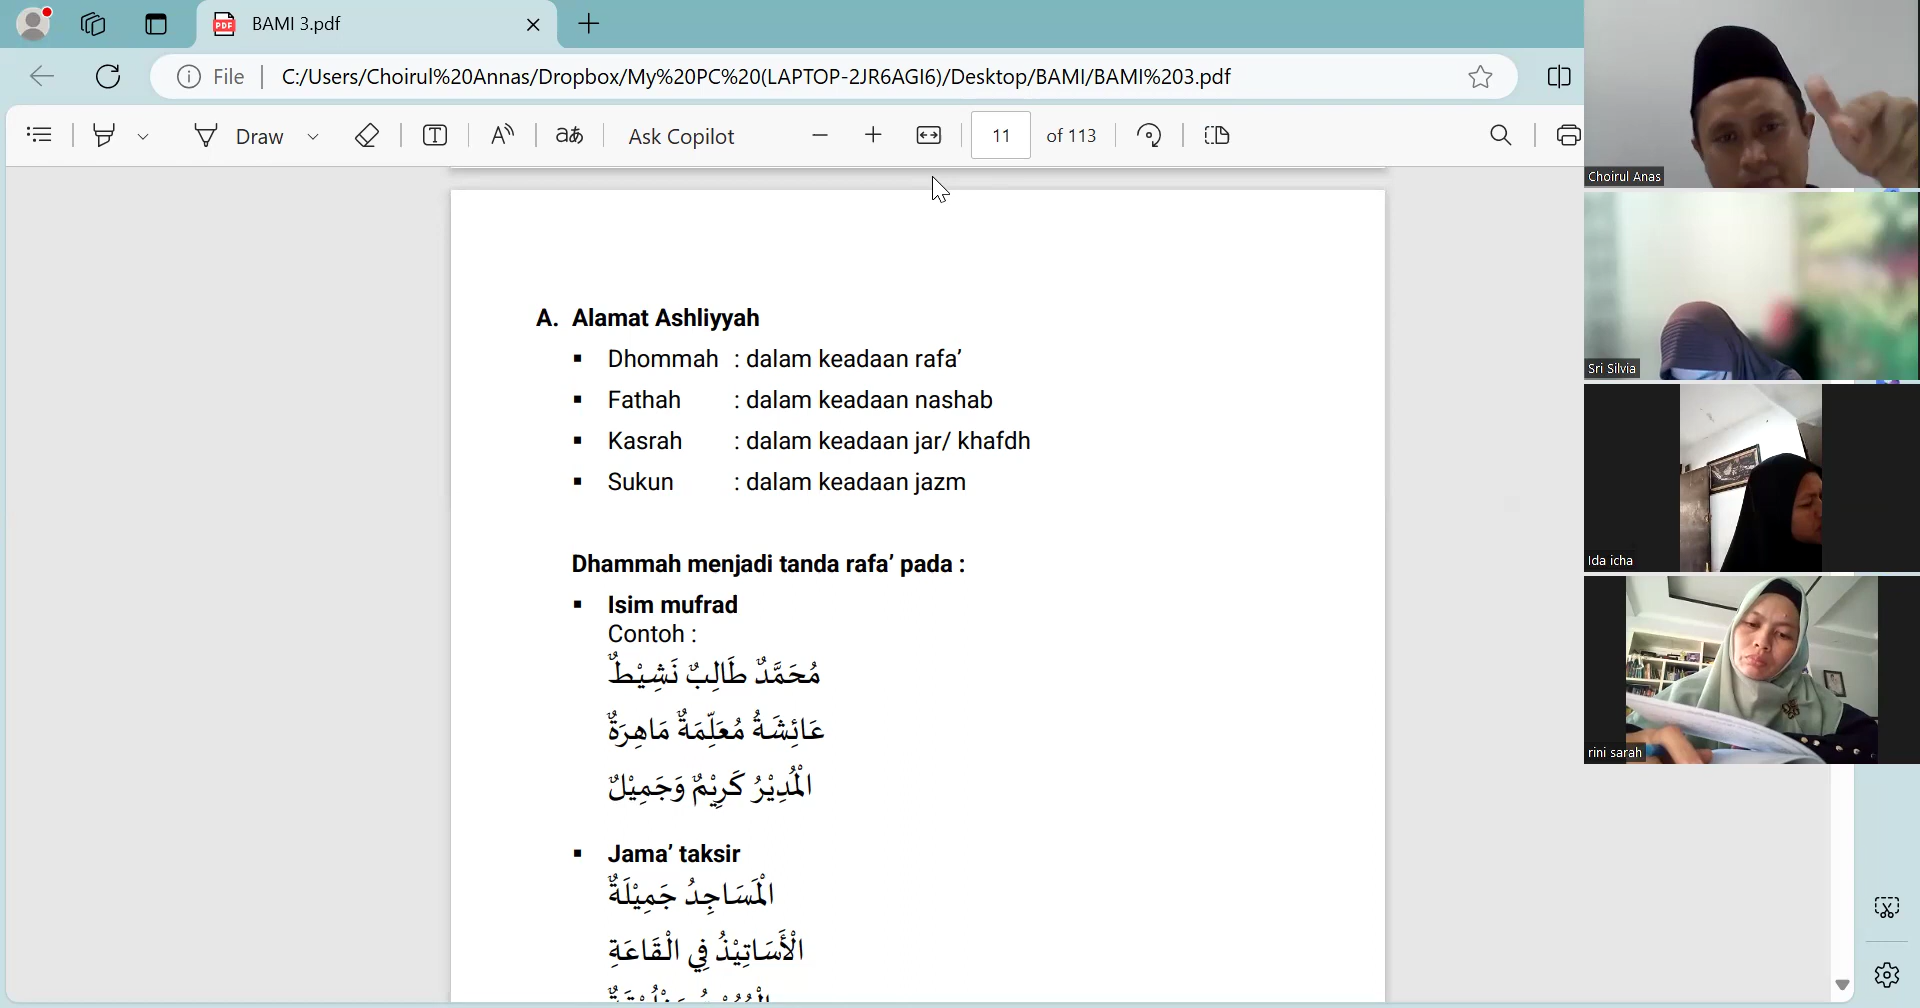 BAMI 3.pdf
File
C:/Users/Choirul%20Annas/Dropbox/My%20PC%20(LAPTOP-2JR6AGI6)/Desktop/BAMI/BAMI%203.pdf
Draw
Ask Copilot
11 of 113
A. Alamat Ashliyyah
▪ Dhommah : dalam keadaan rafa’
▪ Fathah : dalam keadaan nashab
▪ Kasrah : dalam keadaan jar/ khafdh
▪ Sukun : dalam keadaan jazm
Dhammah menjadi tanda rafa’ pada :
▪ Isim mufrad
Contoh :
مُحَمَّدٌ طَالِبٌ نَشِيْطٌ
عَائِشَةُ مُعَلِّمَةٌ مَاهِرَةٌ
الْمُدِيْرُ كَرِيْمٌ وَجَمِيْلٌ
▪ Jama’ taksir
الْمَسَاجِدُ جَمِيْلَةٌ
الْأَسَاتِيْذُ فِي الْقَاعَةِ
Choirul Anas
Sri Silvia
Ida icha
rini sarah